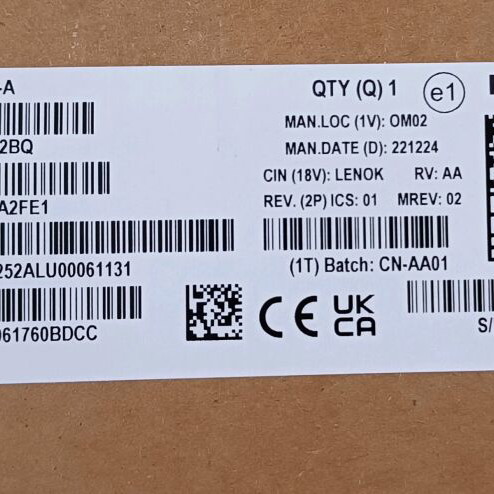 -A
2BQ
A2FE1
252ALU00061131
061760BDCC
QTY (Q) 1
e1
MAN.LOC (1V): OM02
MAN.DATE (D): 221224
CIN (18V): LENOK RV: AA
REV. (2P) ICS: 01 MREV: 02
(1T) Batch: CN-AA01
CE UK
CA
S/